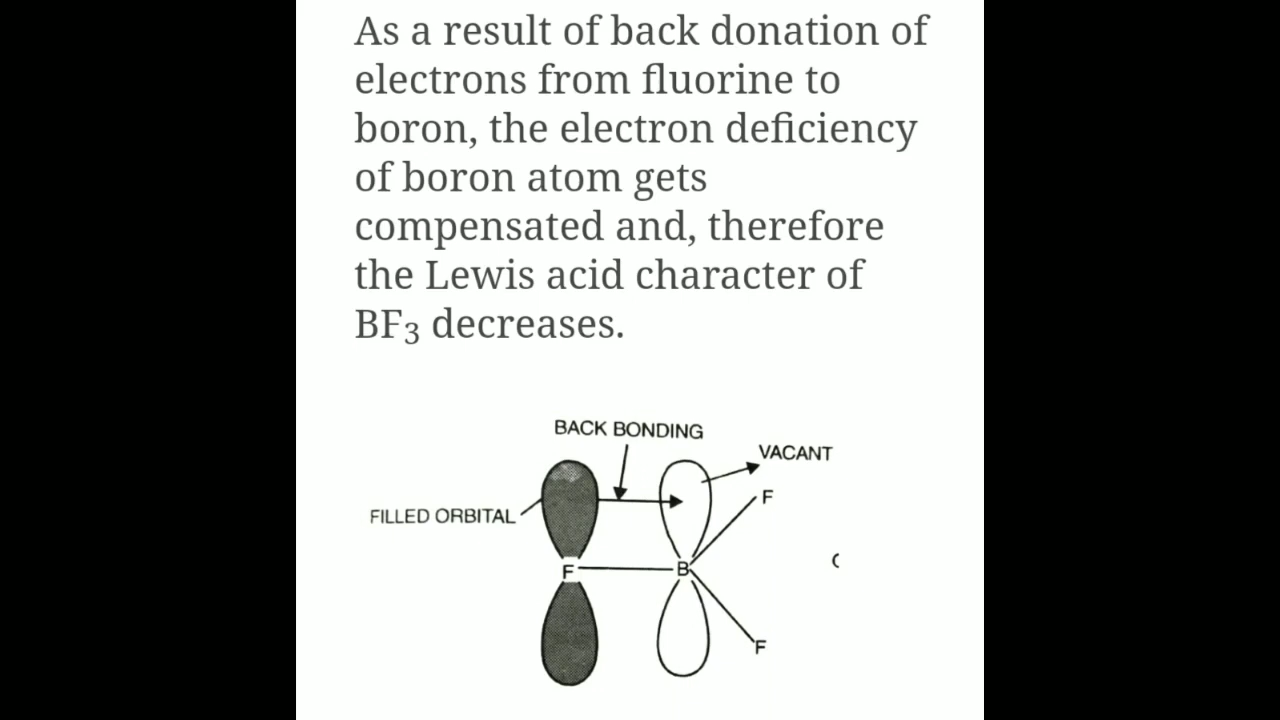 As a result of back donation of
electrons from fluorine to
boron, the electron deficiency
of boron atom gets
compensated and, therefore
the Lewis acid character of
BF₃ decreases.
BACK BONDING
VACANT
F
FILLED ORBITAL
F
B
F